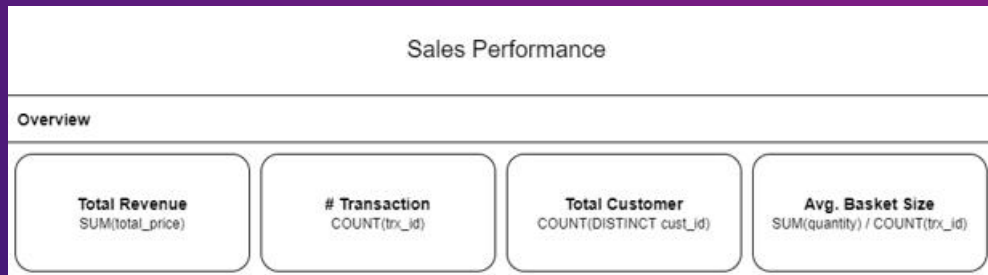 Sales Performance
Overview
Total Revenue
SUM(total_price)
# Transaction
COUNT(trx_id)
Total Customer
COUNT(DISTINCT cust_id)
Avg. Basket Size
SUM(quantity) / COUNT(trx_id)